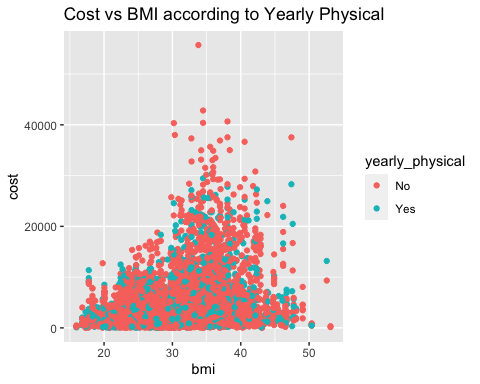 Cost vs BMI according to Yearly Physical
cost
40000
20000
0
20
30
40
50
bmi
yearly_physical
No
Yes